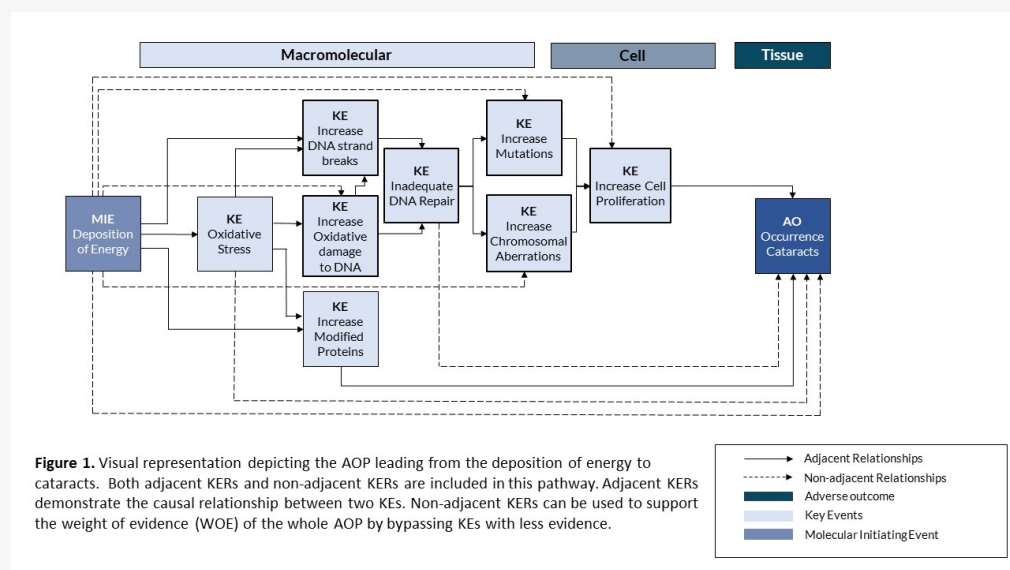 Macromolecular
Cell
Tissue
KE
Increase
DNA strand
breaks
KE
Increase
Mutations
KE
Inadequate
DNA Repair
KE
Increase Cell
Proliferation
MIE
Deposition
of Energy
KE
Oxidative
Stress
KE
Increase
Oxidative
damage
to DNA
KE
Increase
Chromosomal
Aberrations
AO
Occurrence
Cataracts
KE
Increase
Modified
Proteins
Figure 1. Visual representation depicting the AOP leading from the deposition of energy to
cataracts. Both adjacent KERs and non-adjacent KERs are included in this pathway. Adjacent KERs
demonstrate the causal relationship between two KEs. Non-adjacent KERs can be used to support
the weight of evidence (WOE) of the whole AOP by bypassing KEs with less evidence.
Adjacent Relationships
Non-adjacent Relationships
Adverse outcome
Key Events
Molecular Initiating Event